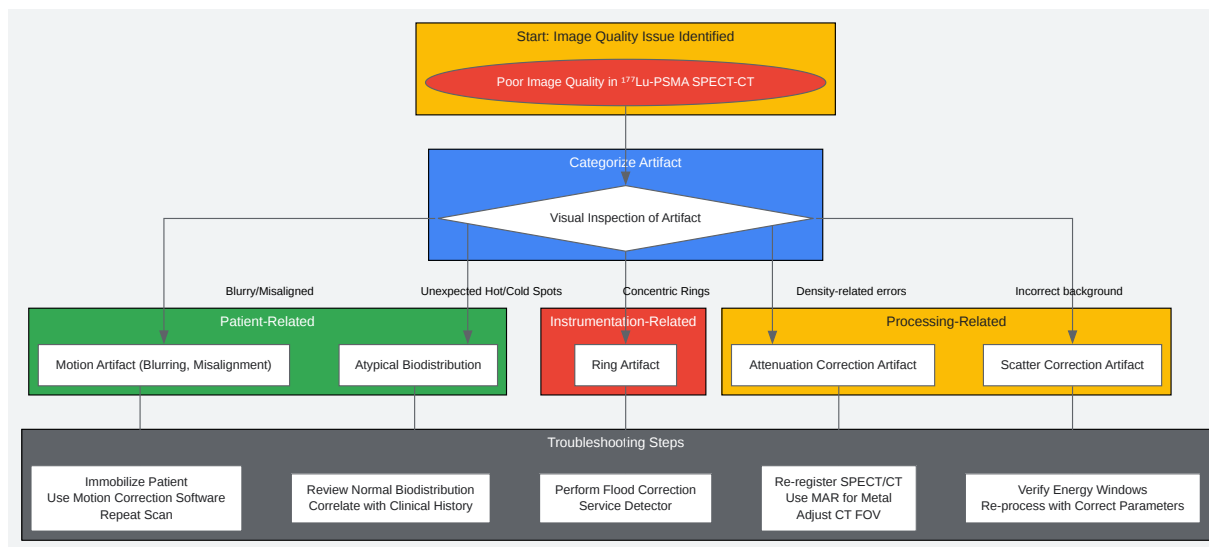 Start: Image Quality Issue Identified
Poor Image Quality in ¹⁷⁷Lu-PSMA SPECT-CT
Categorize Artifact
Visual Inspection of Artifact
Blurry/Misaligned
Unexpected Hot/Cold Spots
Concentric Rings
Density-related errors
Incorrect background
Patient-Related
Instrumentation-Related
Processing-Related
Motion Artifact (Blurring, Misalignment)
Atypical Biodistribution
Ring Artifact
Attenuation Correction Artifact
Scatter Correction Artifact
Troubleshooting Steps
Immobilize Patient
Use Motion Correction Software
Repeat Scan
Review Normal Biodistribution
Correlate with Clinical History
Perform Flood Correction
Service Detector
Re-register SPECT/CT
Use MAR for Metal
Adjust CT FOV
Verify Energy Windows
Re-process with Correct Parameters